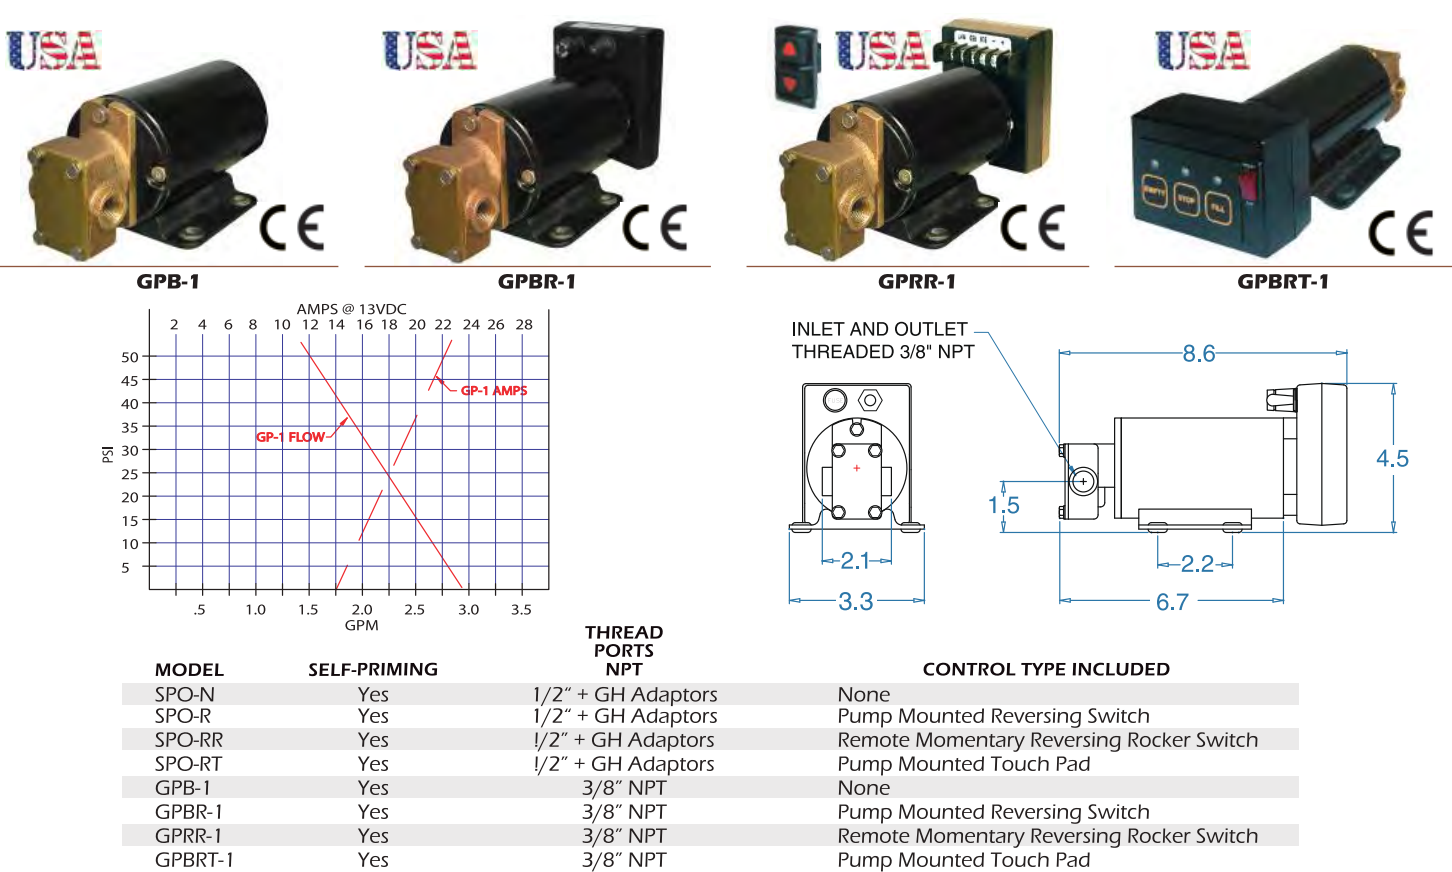 USA
USA
USA
USA
EMPTY STOP FILL
CE
CE
CE
CE
GPB-1
GPBR-1
GPRR-1
GPBRT-1
AMPS @ 13VDC
2 4 6 8 10 12 14 16 18 20 22 24 26 28
50
45
40
35
30
25
20
15
10
5
PSI
GP-1 AMPS
GP-1 FLOW
.5 1.0 1.5 2.0 2.5 3.0 3.5
GPM
INLET AND OUTLET
THREADED 3/8" NPT
8.6
4.5
1.5
2.1
2.2
3.3
6.7
THREAD
PORTS
MODEL SELF-PRIMING NPT CONTROL TYPE INCLUDED
SPO-N Yes 1/2“ + GH Adaptors None
SPO-R Yes 1/2“ + GH Adaptors Pump Mounted Reversing Switch
SPO-RR Yes !/2” + GH Adaptors Remote Momentary Reversing Rocker Switch
SPO-RT Yes !/2” + GH Adaptors Pump Mounted Touch Pad
GPB-1 Yes 3/8” NPT None
GPBR-1 Yes 3/8” NPT Pump Mounted Reversing Switch
GPRR-1 Yes 3/8” NPT Remote Momentary Reversing Rocker Switch
GPBRT-1 Yes 3/8” NPT Pump Mounted Touch Pad